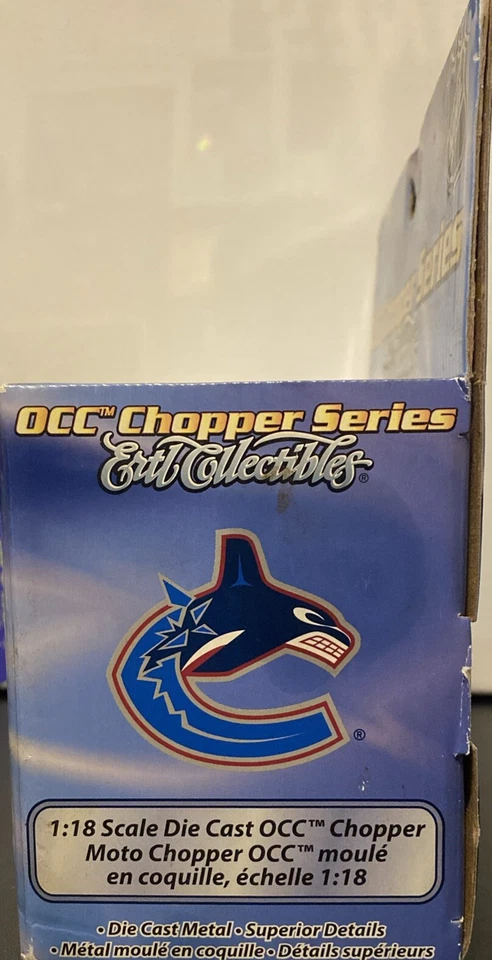 OCC™ Chopper Series
Ertl Collectibles®
®
1:18 Scale Die Cast OCC™ Chopper
Moto Chopper OCC™ moulé
en coquille, échelle 1:18
• Die Cast Metal • Superior Details
• Métal moulé en coquille • Détails supérieurs
Series